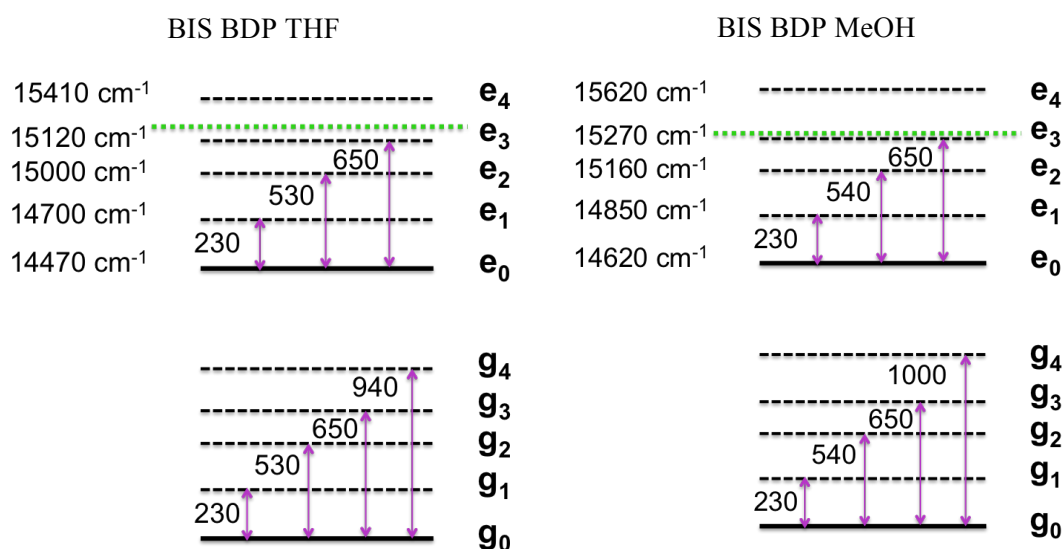 BIS BDP THF
15410 cm-1 e4
15120 cm-1 e3
650
15000 cm-1 e2
530
14700 cm-1 e1
230
14470 cm-1 e0
g4
940
g3
650
g2
530
g1
230
g0
BIS BDP MeOH
15620 cm-1 e4
15270 cm-1 e3
650
15160 cm-1 e2
540
14850 cm-1 e1
230
14620 cm-1 e0
g4
1000
g3
650
g2
540
g1
230
g0